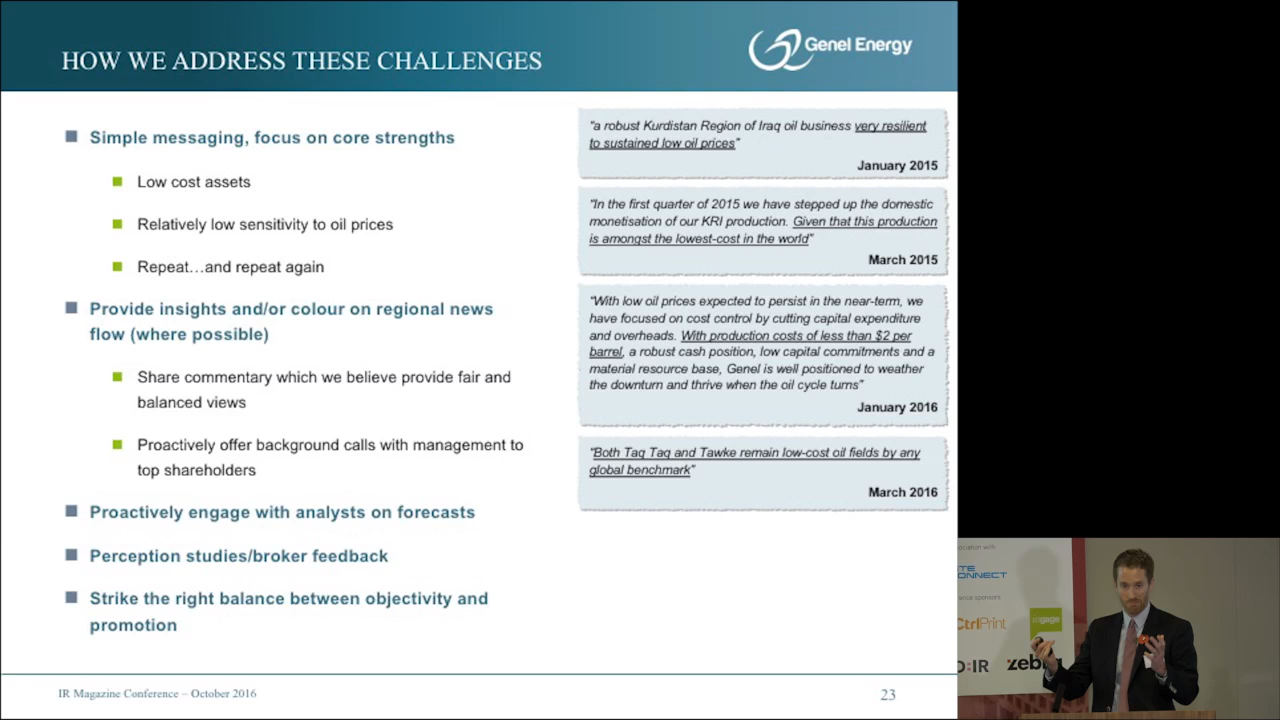 HOW WE ADDRESS THESE CHALLENGES
Genel Energy
Simple messaging, focus on core strengths
Low cost assets
Relatively low sensitivity to oil prices
Repeat…and repeat again
Provide insights and/or colour on regional news
flow (where possible)
Share commentary which we believe provide fair and
balanced views
Proactively offer background calls with management to
top shareholders
Proactively engage with analysts on forecasts
Perception studies/broker feedback
Strike the right balance between objectivity and
promotion
"a robust Kurdistan Region of Iraq oil business very resilient
to sustained low oil prices"
January 2015
"In the first quarter of 2015 we have stepped up the domestic
monetisation of our KRI production. Given that this production
is amongst the lowest-cost in the world"
March 2015
"With low oil prices expected to persist in the near-term, we
have focused on cost control by cutting capital expenditure
and overheads. With production costs of less than $2 per
barrel, a robust cash position, low capital commitments and a
material resource base, Genel is well positioned to weather
the downturn and thrive when the oil cycle turns"
January 2016
"Both Taq Taq and Tawke remain low-cost oil fields by any
global benchmark"
March 2016
IR Magazine Conference – October 2016
23
with
CtrlPrint
:IR